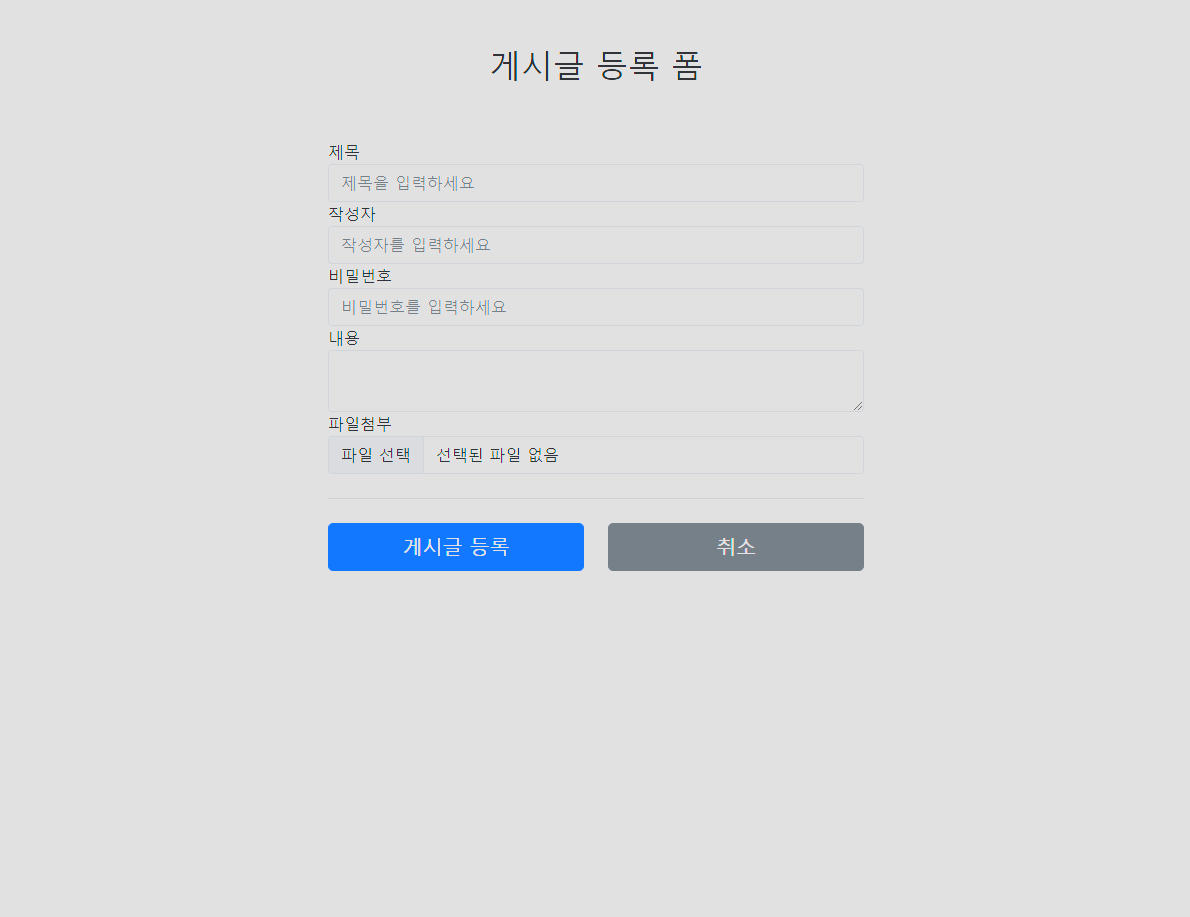 게시글 등록 폼
제목
제목을 입력하세요
작성자
작성자를 입력하세요
비밀번호
비밀번호를 입력하세요
내용
파일첨부
파일 선택 선택된 파일 없음
게시글 등록 취소